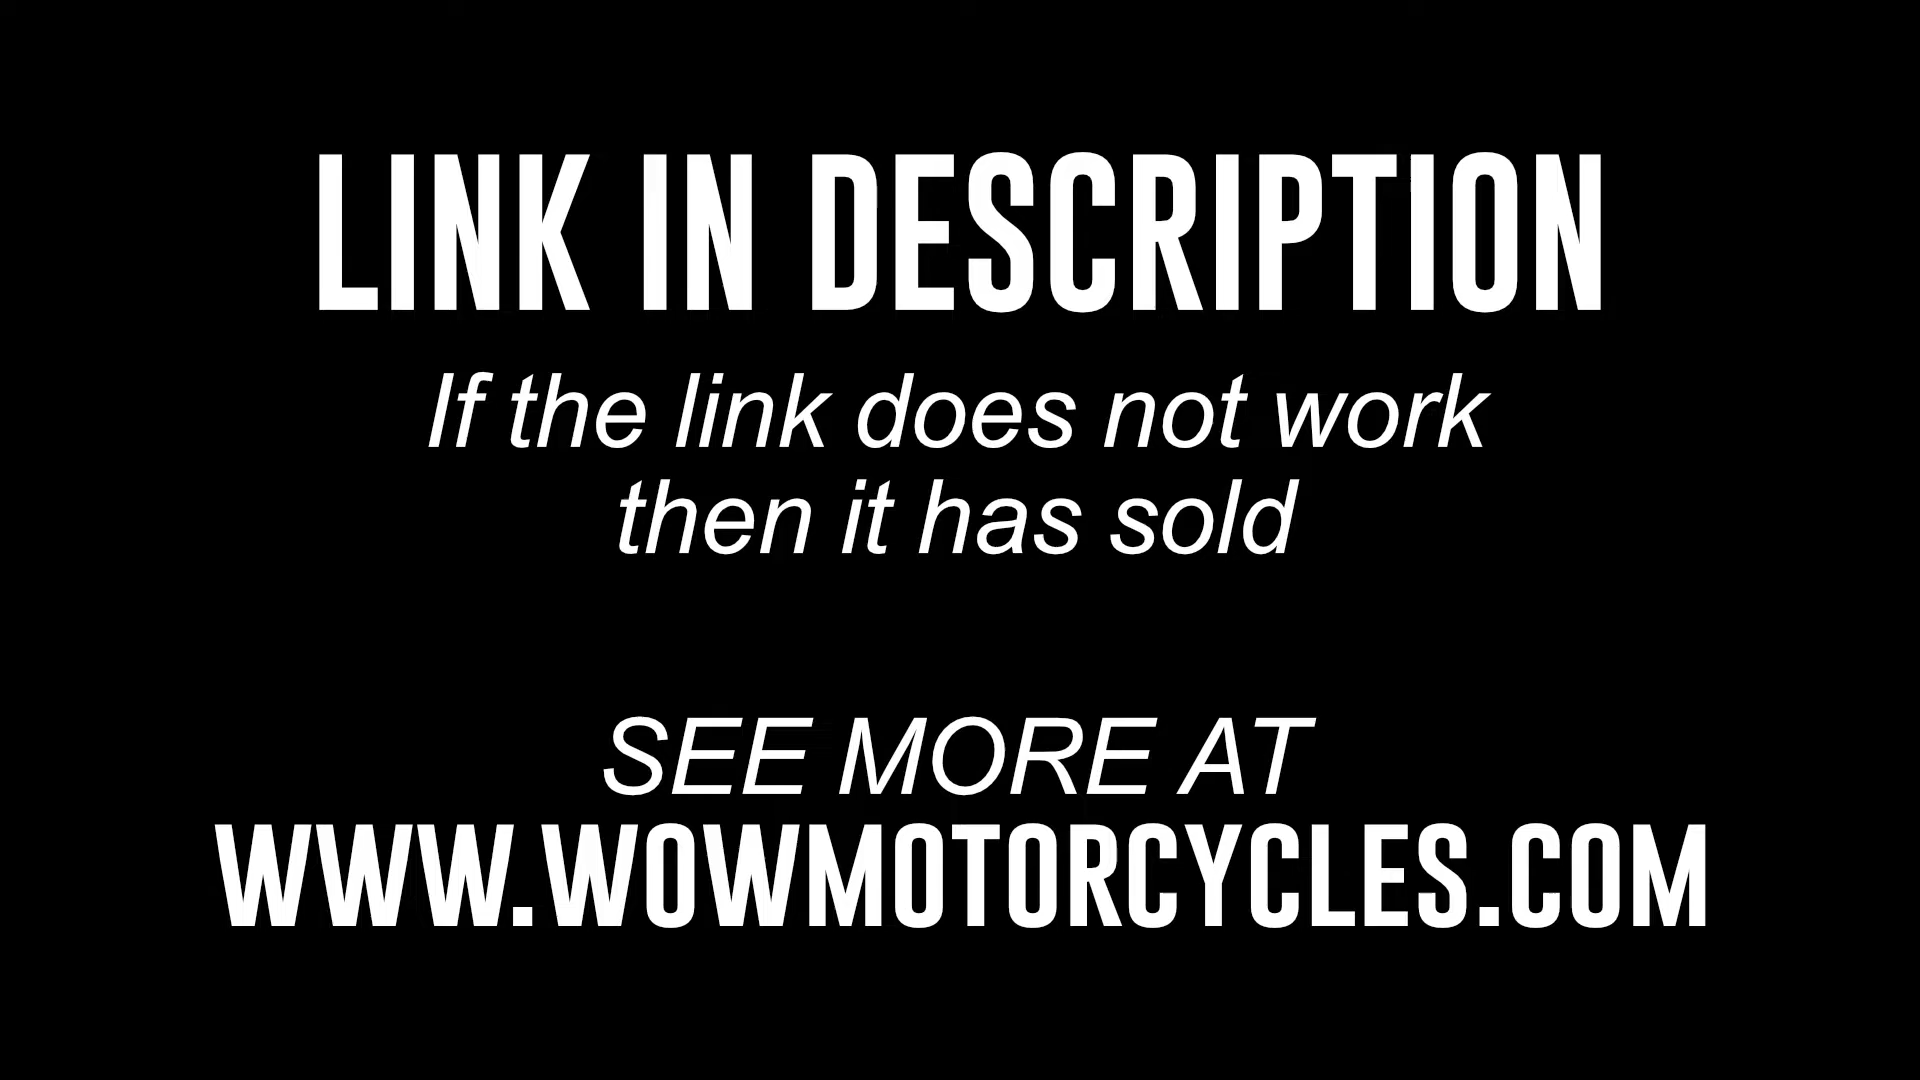 LINK IN DESCRIPTION
If the link does not work
then it has sold
SEE MORE AT
WWW.WOWMOTORCYCLES.COM